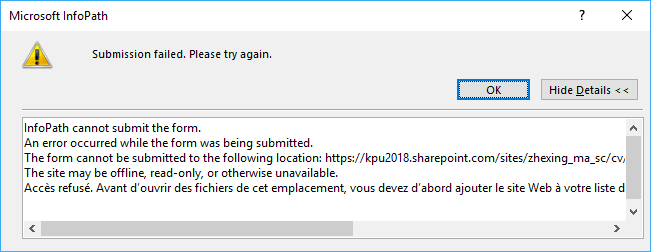 Microsoft InfoPath
?
Submission failed. Please try again.
OK
Hide Details <<
InfoPath cannot submit the form.
An error occurred while the form was being submitted.
The form cannot be submitted to the following location: https://kpu2018.sharepoint.com/sites/zhexing_ma_sc/cv/
The site may be offline, read-only, or otherwise unavailable.
Accès refusé. Avant d’ouvrir des fichiers de cet emplacement, vous devez d’abord ajouter le site Web à votre liste d